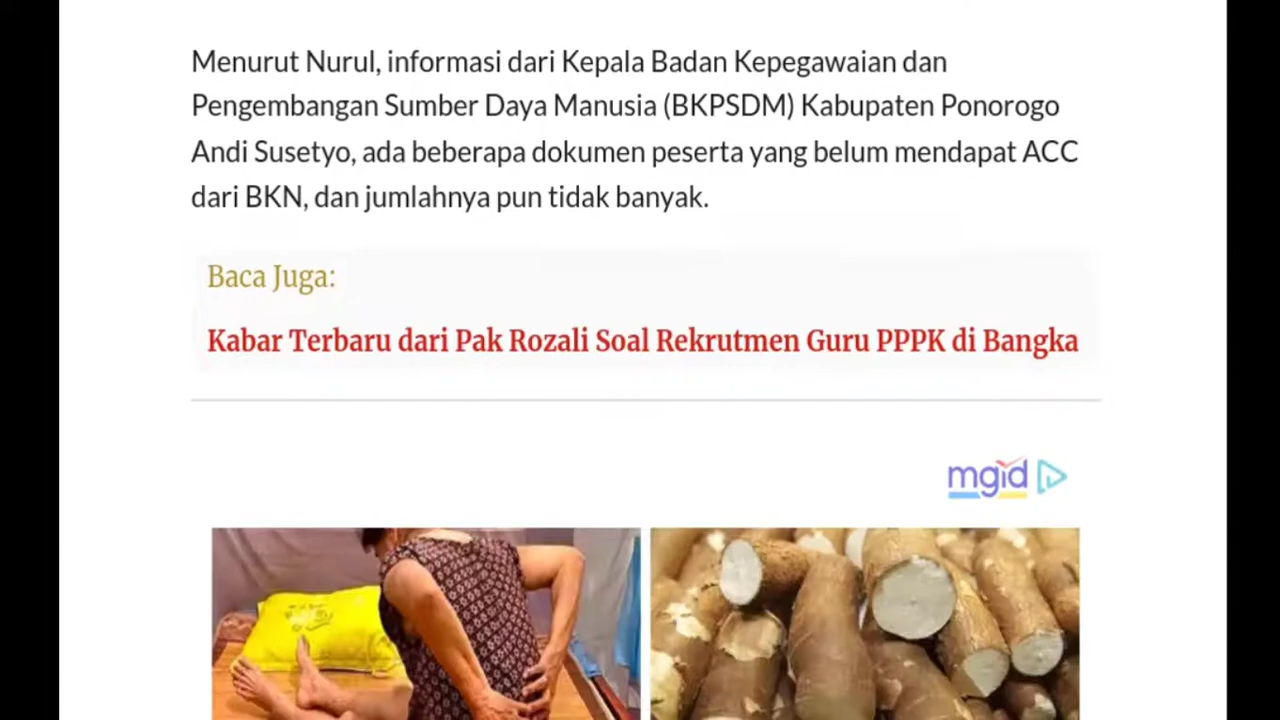 Menurut Nurul, informasi dari Kepala Badan Kepegawaian dan
Pengembangan Sumber Daya Manusia (BKPSDM) Kabupaten Ponorogo
Andi Susetyo, ada beberapa dokumen peserta yang belum mendapat ACC
dari BKN, dan jumlahnya pun tidak banyak.
Baca Juga:
Kabar Terbaru dari Pak Rozali Soal Rekrutmen Guru PPPK di Bangka
mgid